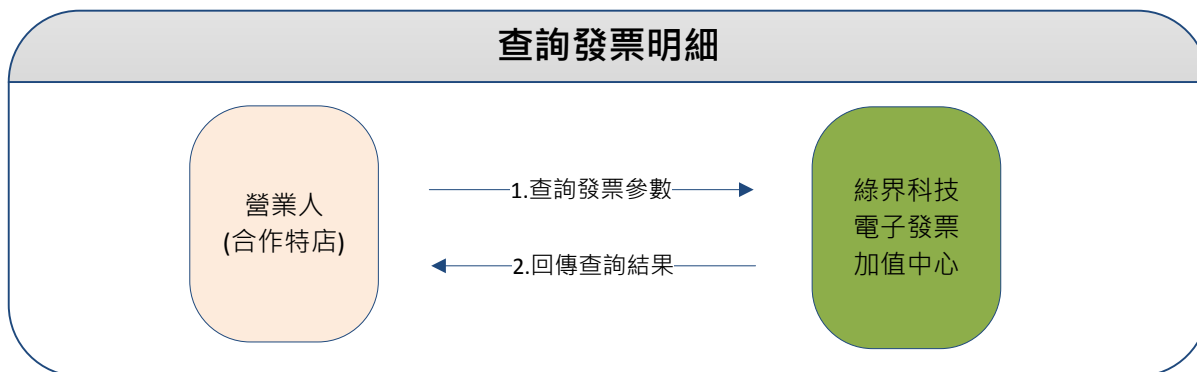 查詢發票明細
營業人
(合作特店)
1.查詢發票參數
2.回傳查詢結果
綠界科技
電子發票
加值中心